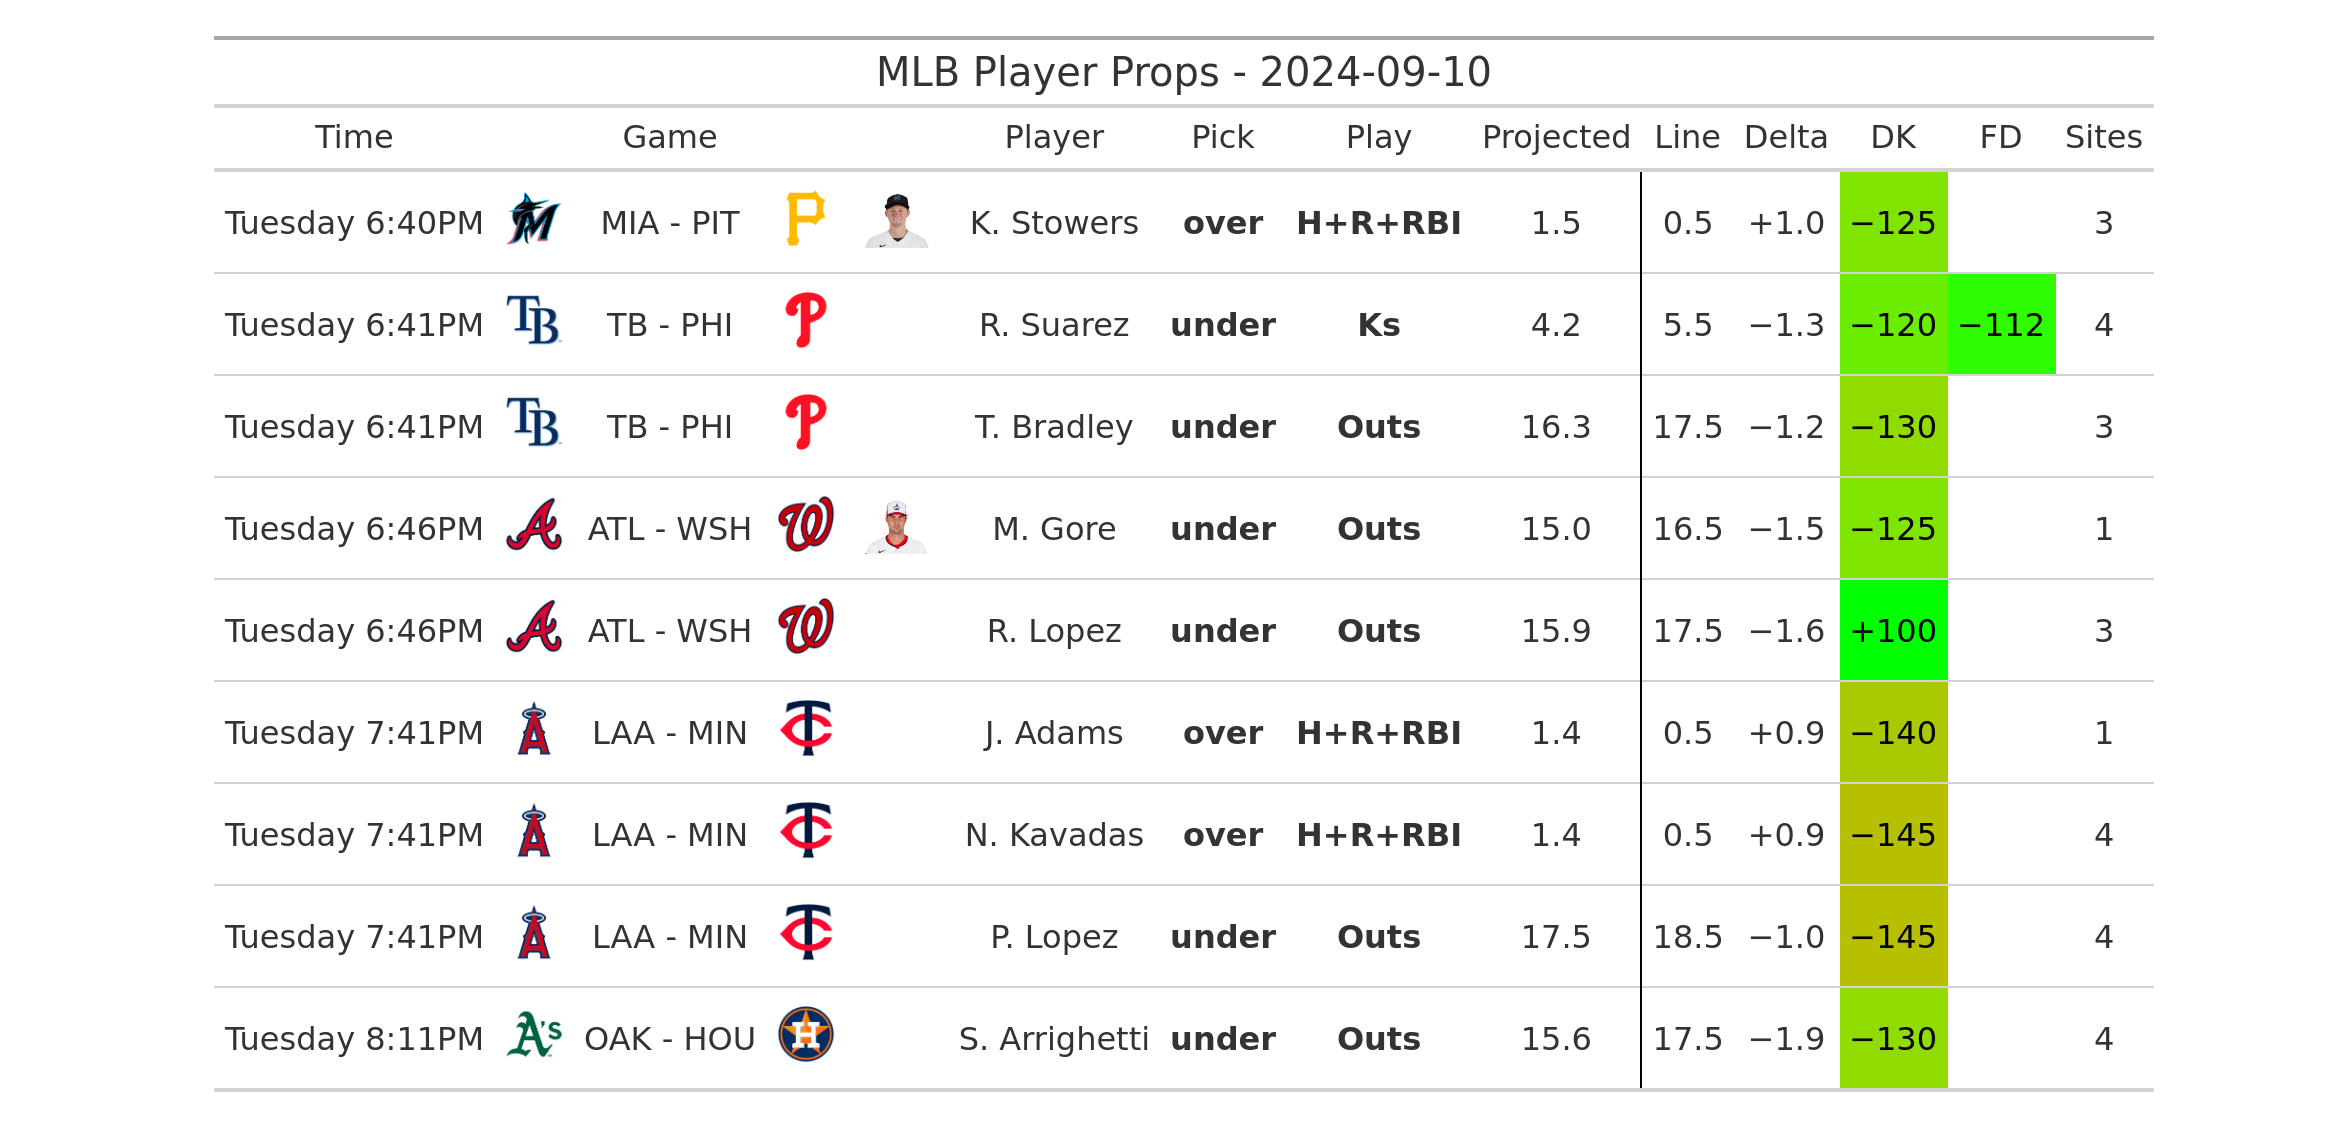 MLB Player Props - 2024-09-10
Time Game Player Pick Play Projected Line Delta DK FD Sites
Tuesday 6:40PM MIA - PIT K. Stowers over H+R+RBI 1.5 0.5 +1.0 −125 3
Tuesday 6:41PM TB - PHI R. Suarez under Ks 4.2 5.5 −1.3 −120 −112 4
Tuesday 6:41PM TB - PHI T. Bradley under Outs 16.3 17.5 −1.2 −130 3
Tuesday 6:46PM ATL - WSH M. Gore under Outs 15.0 16.5 −1.5 −125 1
Tuesday 6:46PM ATL - WSH R. Lopez under Outs 15.9 17.5 −1.6 +100 3
Tuesday 7:41PM LAA - MIN J. Adams over H+R+RBI 1.4 0.5 +0.9 −140 1
Tuesday 7:41PM LAA - MIN N. Kavadas over H+R+RBI 1.4 0.5 +0.9 −145 4
Tuesday 7:41PM LAA - MIN P. Lopez under Outs 17.5 18.5 −1.0 −145 4
Tuesday 8:11PM OAK - HOU S. Arrighetti under Outs 15.6 17.5 −1.9 −130 4